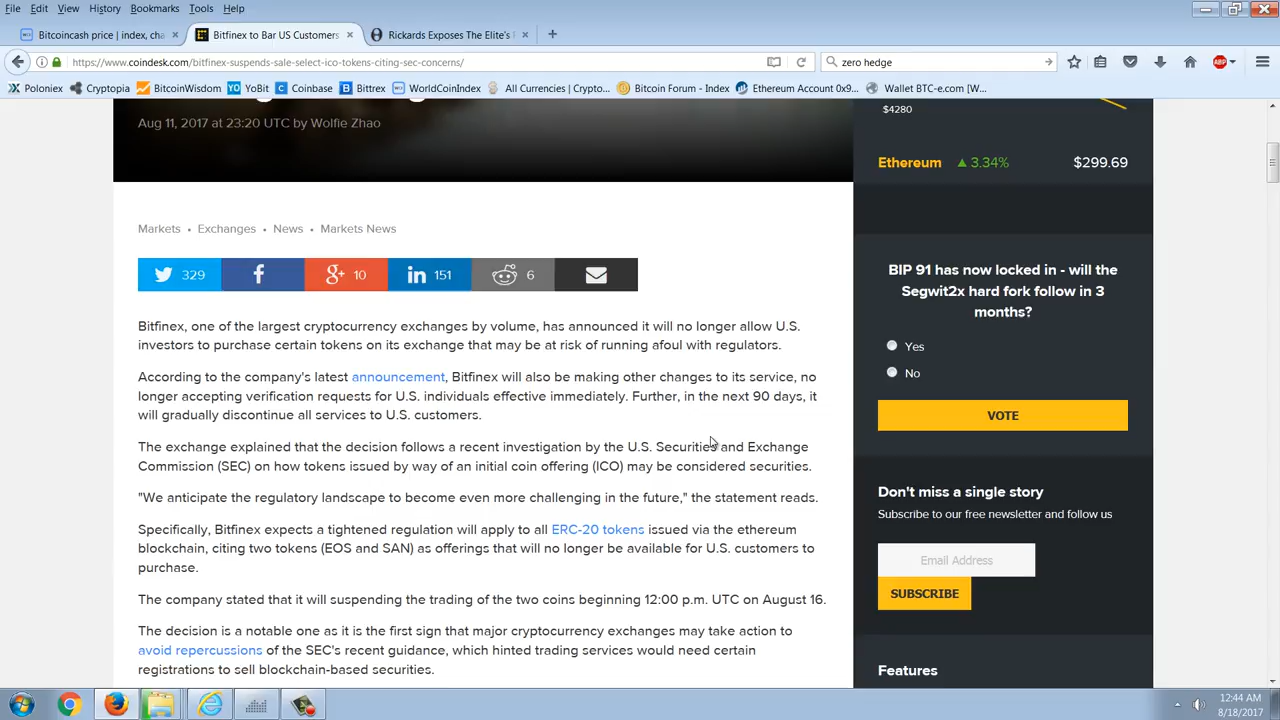 File Edit View History Bookmarks Tools Help
Bitcoincash price | index, cha
Bitfinex to Bar US Customers
Rickards Exposes The Elite's
https://www.coindesk.com/bitfinex-suspends-sale-select-ico-tokens-citing-sec-concerns/
zero hedge
ABP
Poloniex Cryptopia BitcoinWisdom YoBit Coinbase Bittrex WorldCoinIndex All Currencies | Crypto... Bitcoin Forum - Index Ethereum Account 0x9... Wallet BTC-e.com [W...
Aug 11, 2017 at 23:20 UTC by Wolfie Zhao
Markets • Exchanges • News • Markets News
329
10
151
6
Bitfinex, one of the largest cryptocurrency exchanges by volume, has announced it will no longer allow U.S.
investors to purchase certain tokens on its exchange that may be at risk of running afoul with regulators.
According to the company's latest announcement, Bitfinex will also be making other changes to its service, no
longer accepting verification requests for U.S. individuals effective immediately. Further, in the next 90 days, it
will gradually discontinue all services to U.S. customers.
The exchange explained that the decision follows a recent investigation by the U.S. Securities and Exchange
Commission (SEC) on how tokens issued by way of an initial coin offering (ICO) may be considered securities.
"We anticipate the regulatory landscape to become even more challenging in the future," the statement reads.
Specifically, Bitfinex expects a tightened regulation will apply to all ERC-20 tokens issued via the ethereum
blockchain, citing two tokens (EOS and SAN) as offerings that will no longer be available for U.S. customers to
purchase.
The company stated that it will suspending the trading of the two coins beginning 12:00 p.m. UTC on August 16.
The decision is a notable one as it is the first sign that major cryptocurrency exchanges may take action to
avoid repercussions of the SEC's recent guidance, which hinted trading services would need certain
registrations to sell blockchain-based securities.
$4280
Ethereum 3.34% $299.69
BIP 91 has now locked in - will the
Segwit2x hard fork follow in 3
months?
Yes
No
VOTE
Don't miss a single story
Subscribe to our free newsletter and follow us
Email Address
SUBSCRIBE
Features
12:44 AM
8/18/2017